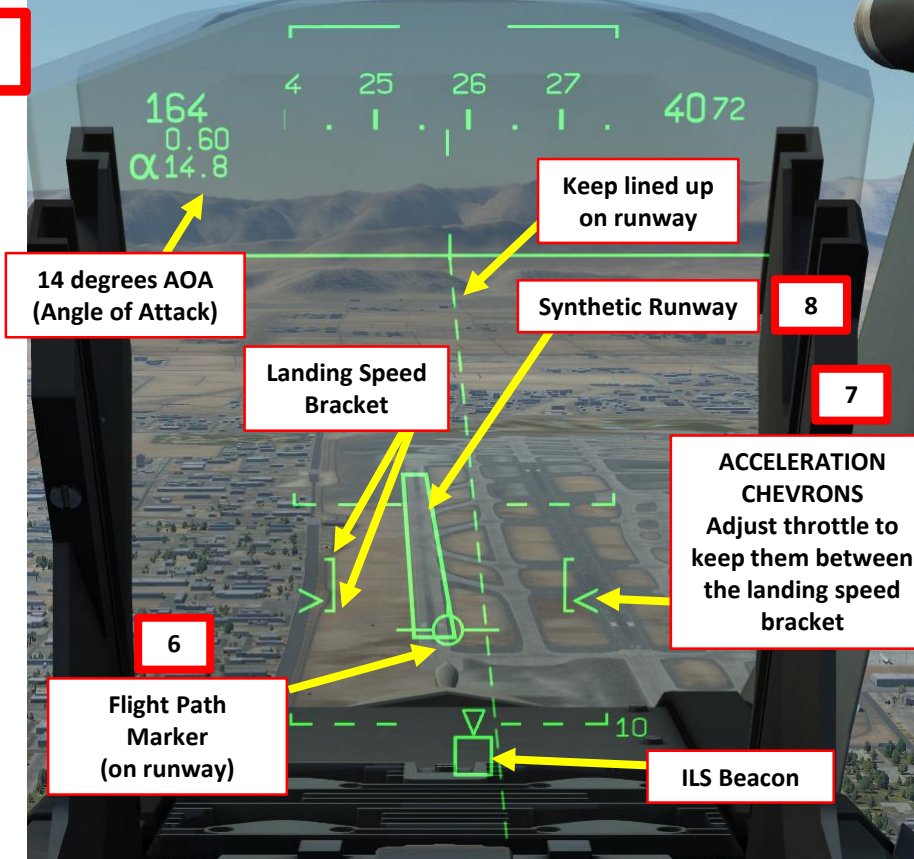 4 25 26 27
164
4072
0.60
α 14.8
Keep lined up
on runway
14 degrees AOA
(Angle of Attack)
Synthetic Runway
8
Landing Speed
Bracket
7
ACCELERATION
CHEVRONS
Adjust throttle to
keep them between
the landing speed
bracket
6
Flight Path
Marker
(on runway)
10
ILS Beacon